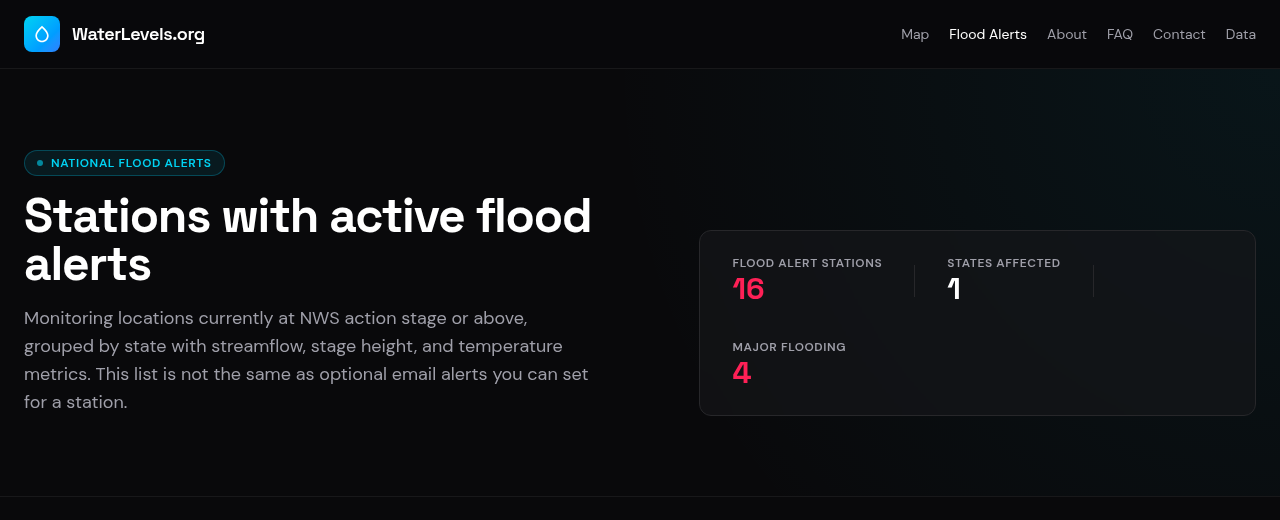 WaterLevels.org
Map Flood Alerts About FAQ Contact Data
NATIONAL FLOOD ALERTS
Stations with active flood
alerts
Monitoring locations currently at NWS action stage or above,
grouped by state with streamflow, stage height, and temperature
metrics. This list is not the same as optional email alerts you can set
for a station.
FLOOD ALERT STATIONS
16
STATES AFFECTED
1
MAJOR FLOODING
4